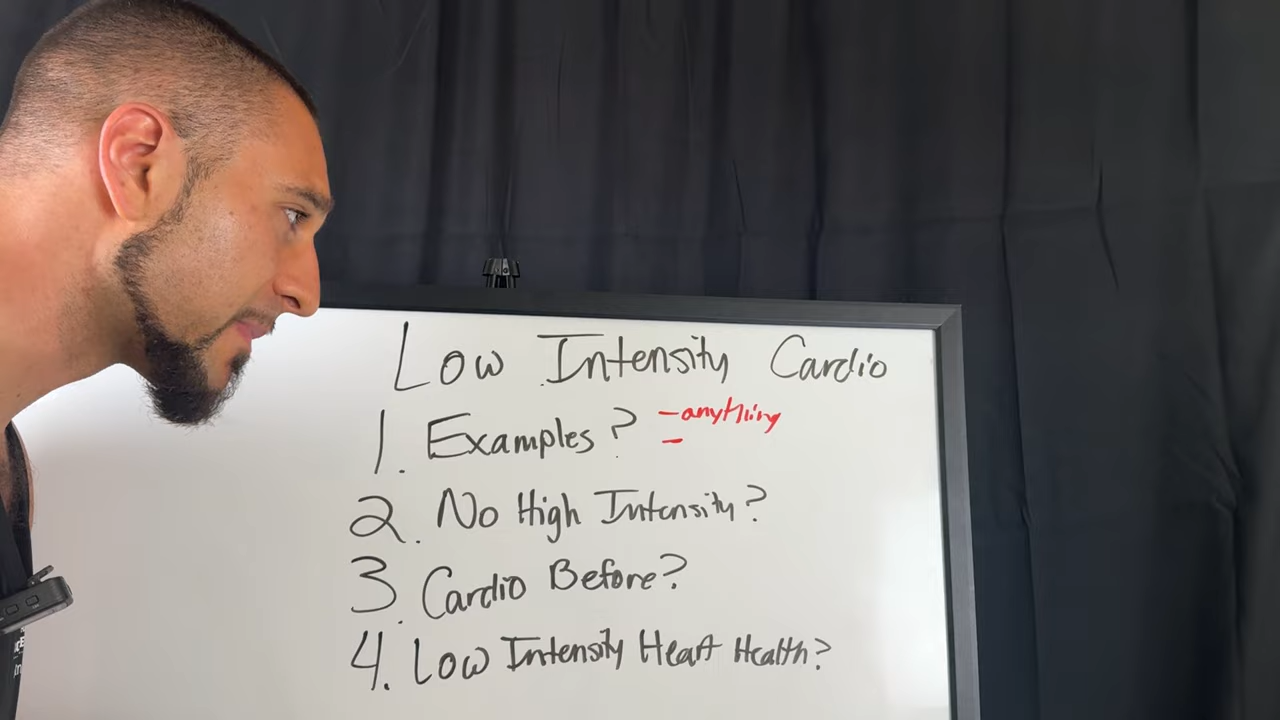 Low Intensity Cardio
1. Examples? - anything
-
2. No High Intensity?
3. Cardio Before?
4. Low Intensity Heart Health?